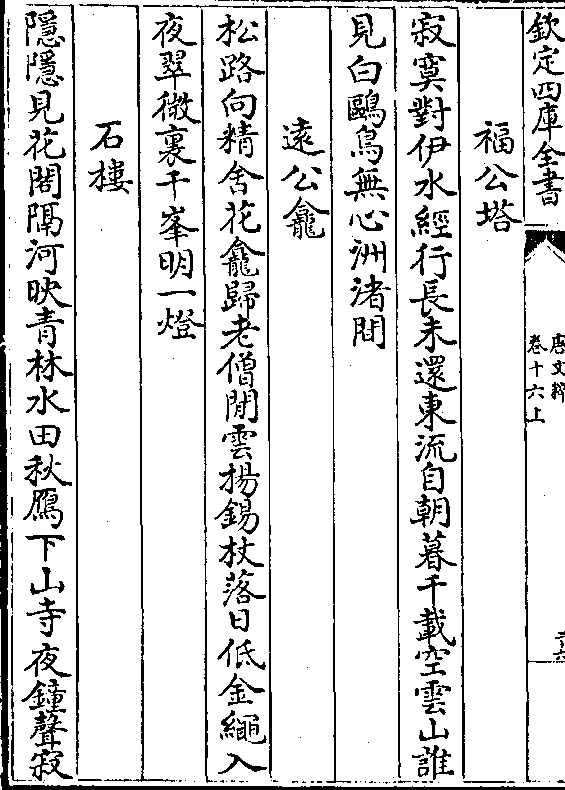 欽定四庫全書
唐文粹
卷十六上
福公塔
寂寞對伊水經行長未還東流自朝暮千載空雲山誰
見白鷗鳥無心洲渚間
遠公龕
松路向精舍花龕歸老僧閒雲揚錫杖落日低金繩入
夜翠微裏千峯明一燈
石樓
隱隱見花閣隔河映青林水田秋鴈下山寺夜鐘聲寂